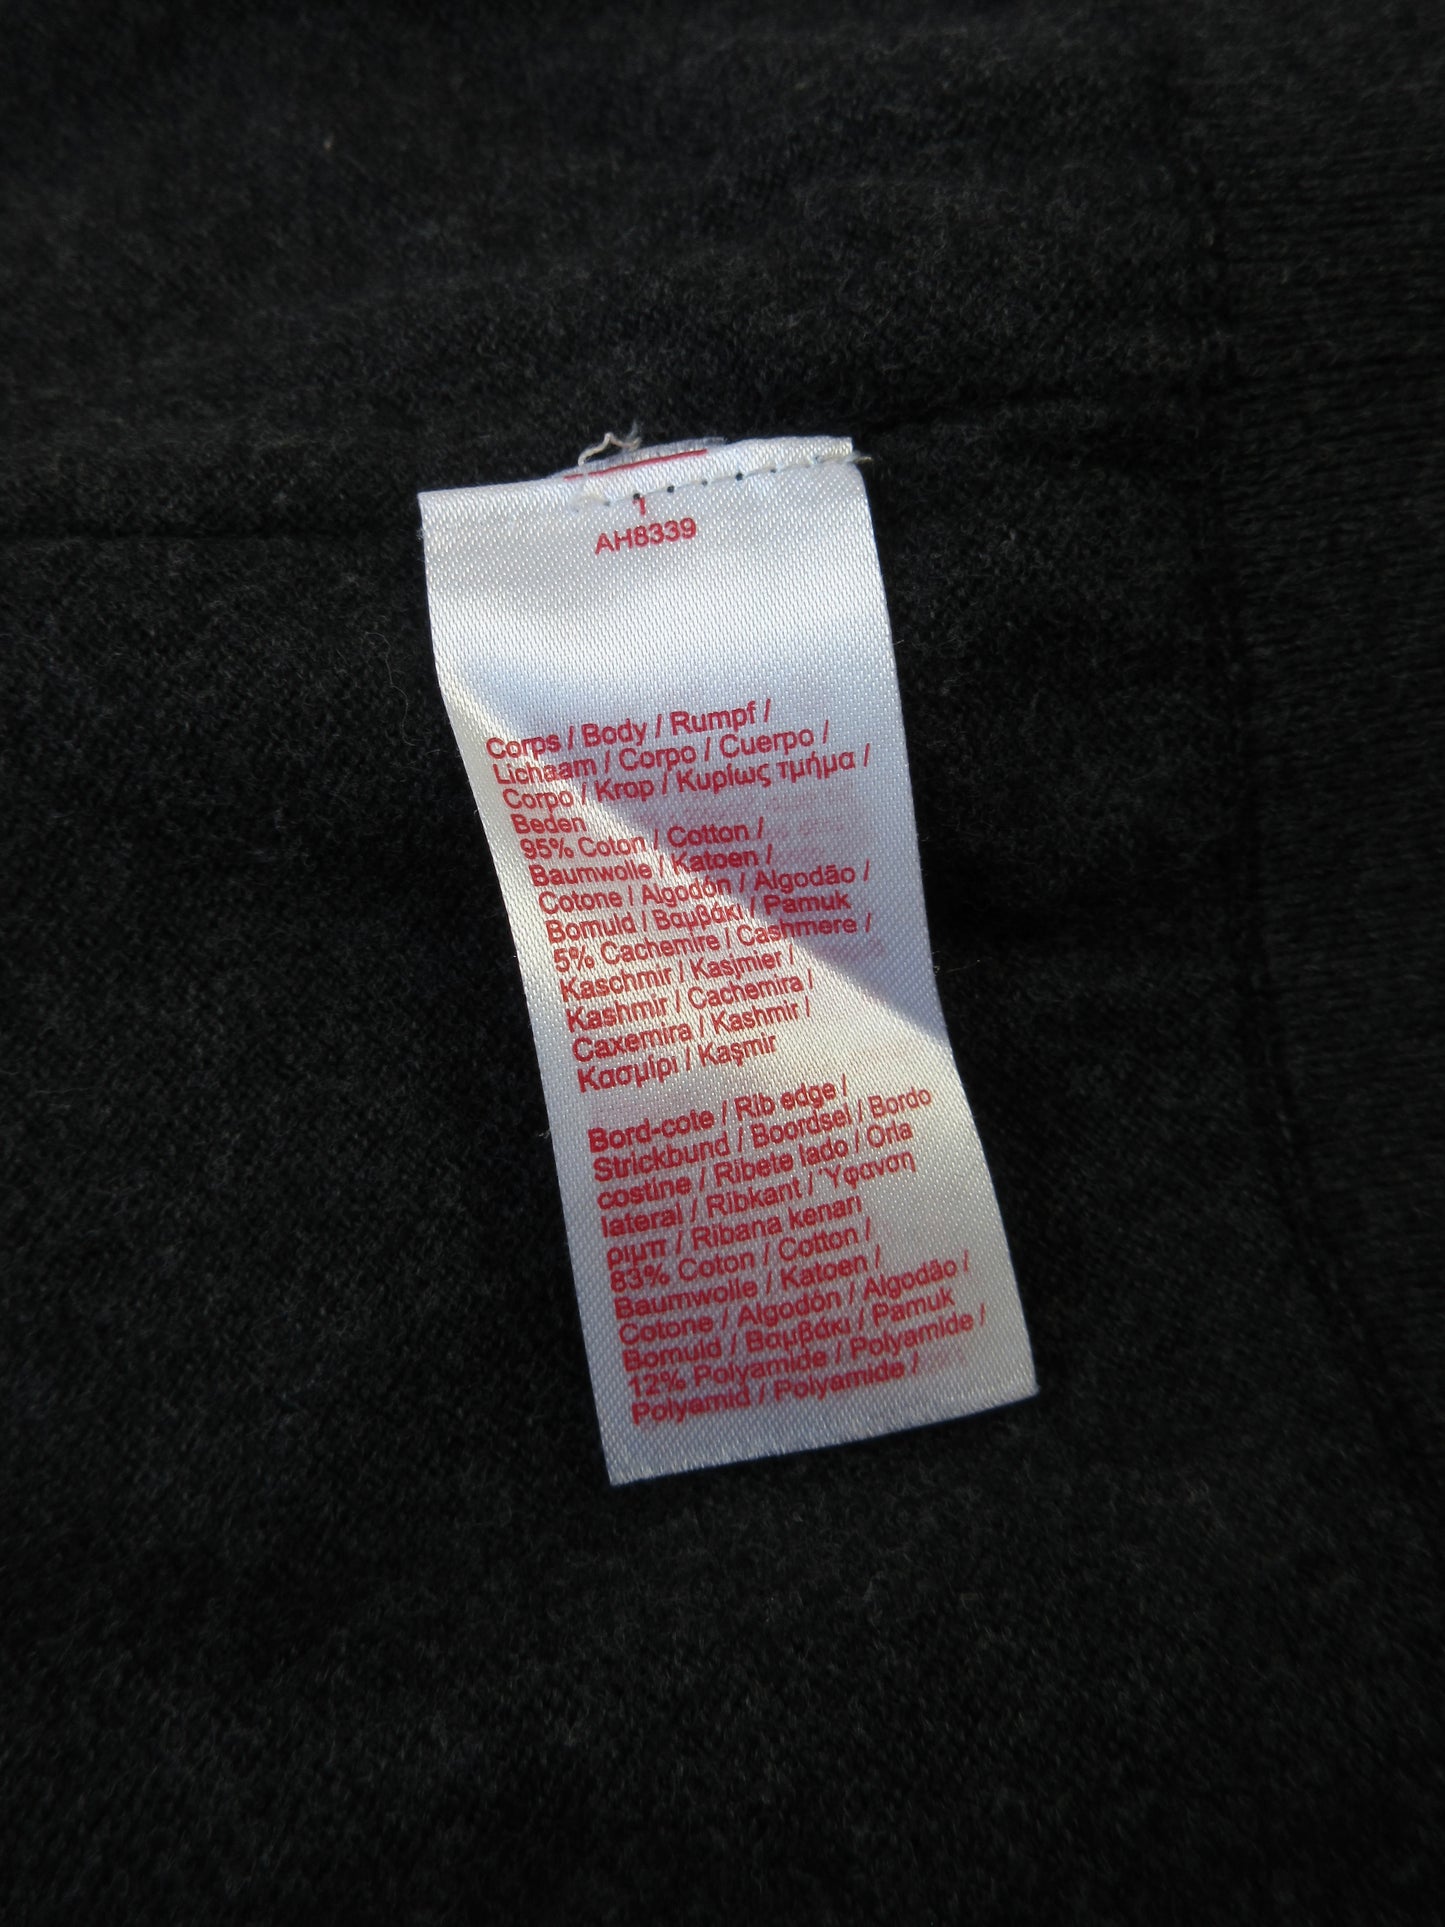 1
AH8339
Corps / Body / Rumpf /
Lichaam / Corpo / Cuerpo /
Corpo / Krop / Κυρίως τμήμα /
Beden
95% Coton / Cotton /
Baumwolle / Katoen /
Cotone / Algodón / Algodão /
Bomuld / Βαμβάκι / Pamuk
5% Cachemire / Cashmere /
Kaschmir / Kasjmier /
Kashmir / Cachemira /
Caxemira / Kashmir /
Κασμίρι / Kaşmir
Bord-cote / Rib edge /
Strickbund / Boordsel / Bordo
costine / Ribete lado / Orla
lateral / Ribkant / Ύφανση
ριμπ / Ribana kenari
83% Coton / Cotton /
Baumwolle / Katoen /
Cotone / Algodón / Algodão /
Bomuld / Βαμβάκι / Pamuk
12% Polyamide / Polyamide /
Polyamid / Polyamide /